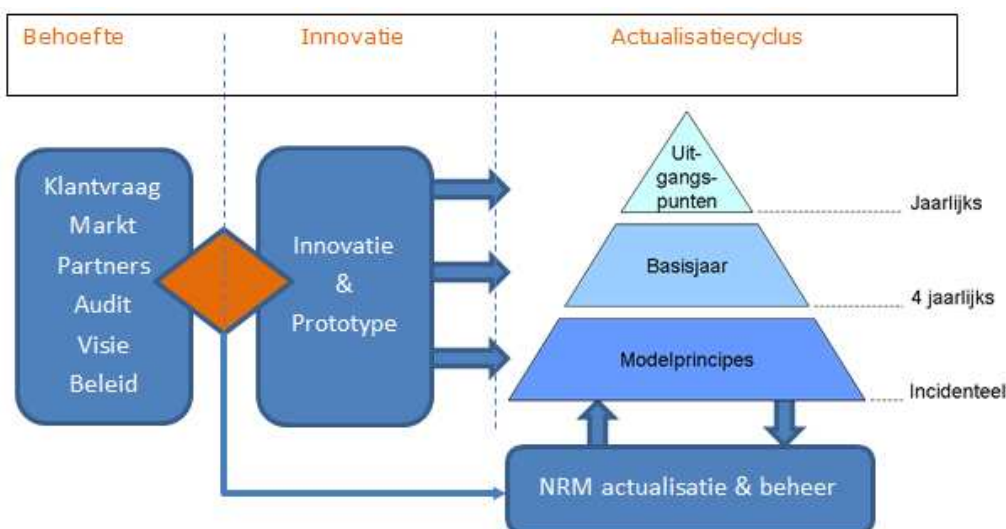 Behoefte
Innovatie
Actualisatiecyclus
Klantvraag
Markt
Partners
Audit
Visie
Beleid
Innovatie
&
Prototype
Uit-
gangs-
punten
Jaarlijks
Basisjaar
4 jaarlijks
Modelprincipes
Incidenteel
NRM actualisatie & beheer